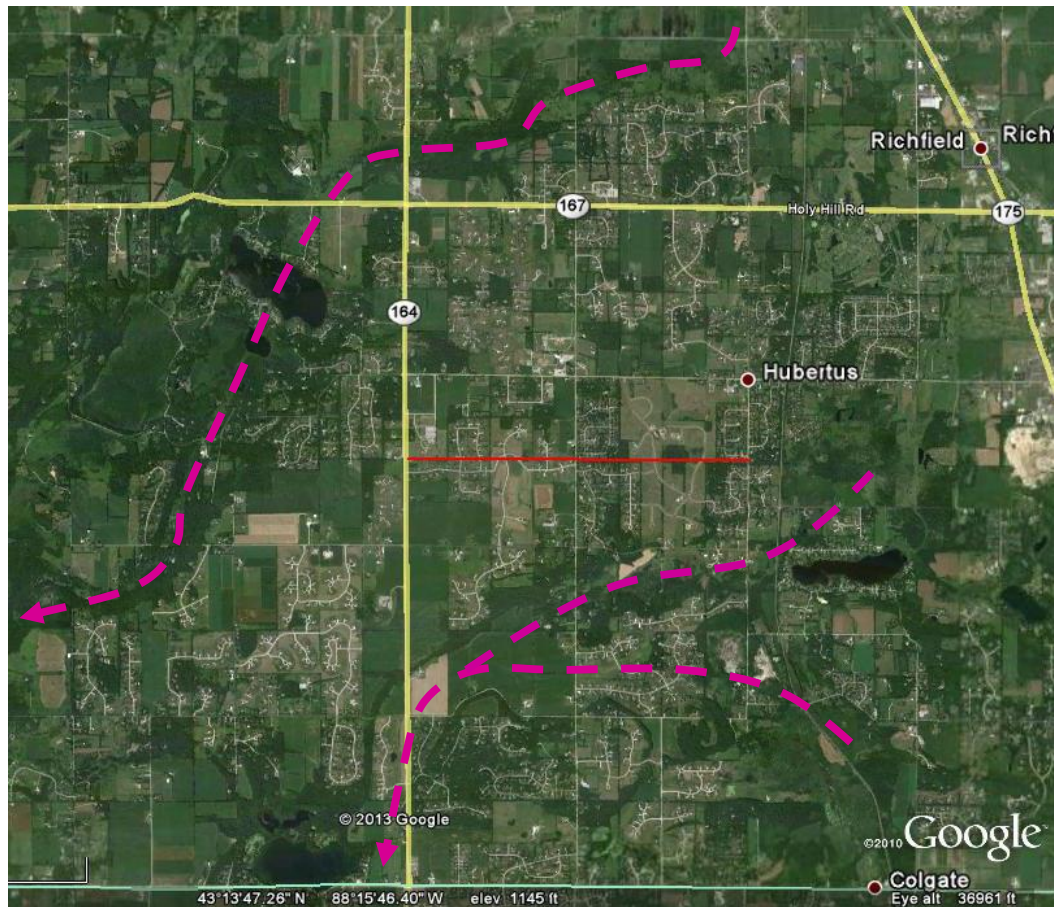 Richfield
Rich
167
Holy Hill Rd
175
164
Hubertus
© 2013 Google
©2010 Google
Colgate
43°13'47.26" N 88°15'46.40" W elev 1145 ft Eye alt 36961 ft